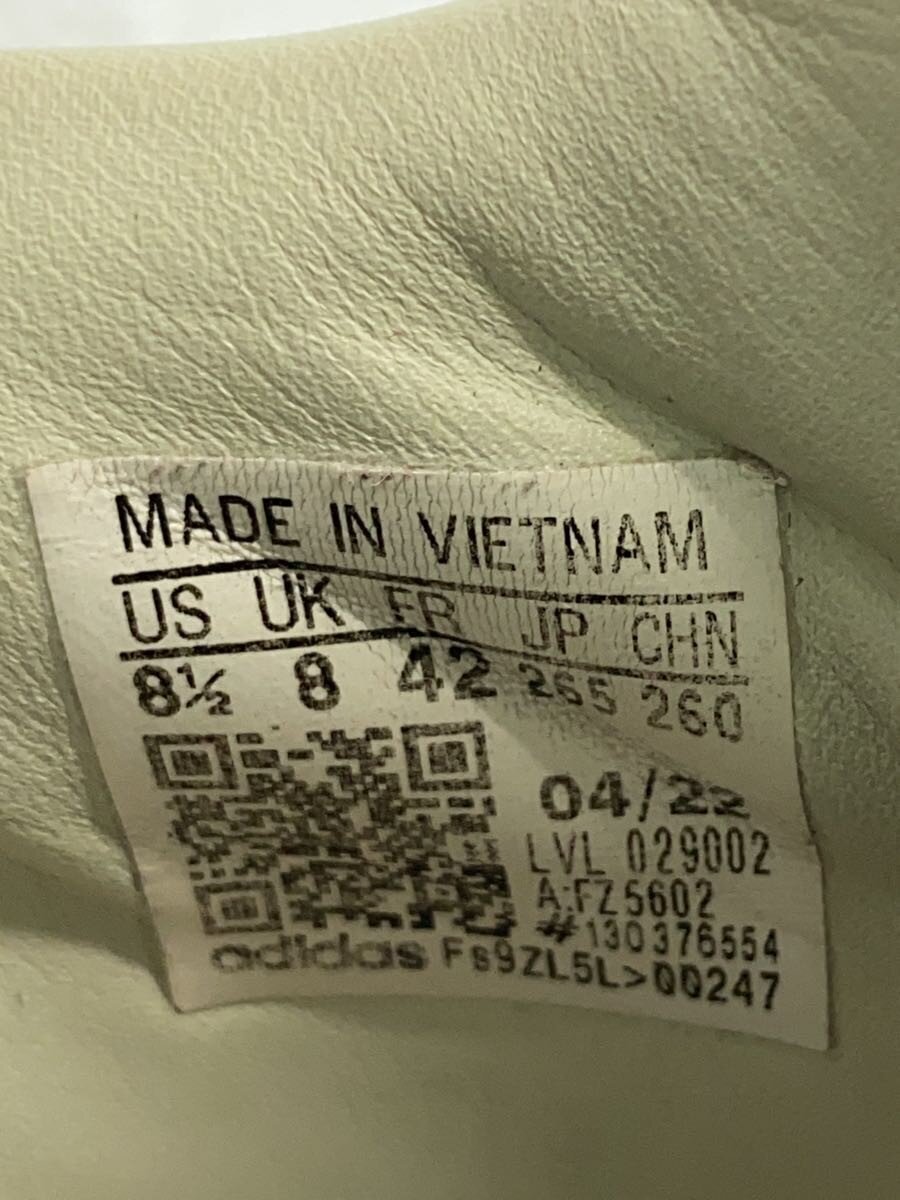 MADE IN VIETNAM
US UK FR JP CHN
8½ 8 42 265 260
04/22
LVL 029002
A:FZ5602
#130376554
adidas Fs9ZL5L>00247